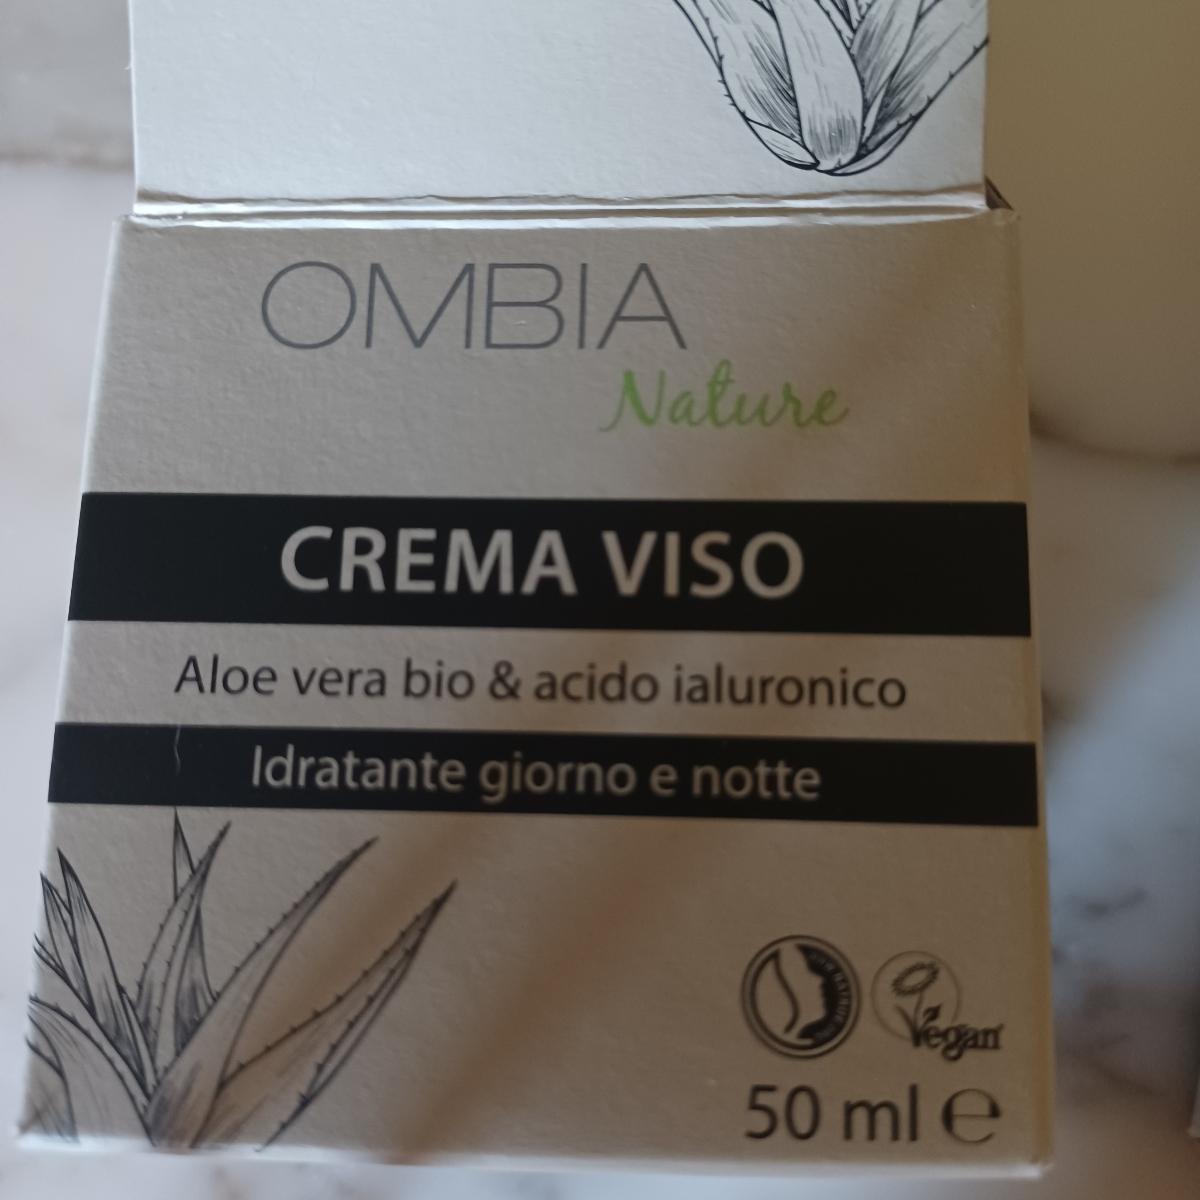 OMBIA
Nature
CREMA VISO
Aloe vera bio & acido ialuronico
Idratante giorno e notte
Vegan
50 ml ℮